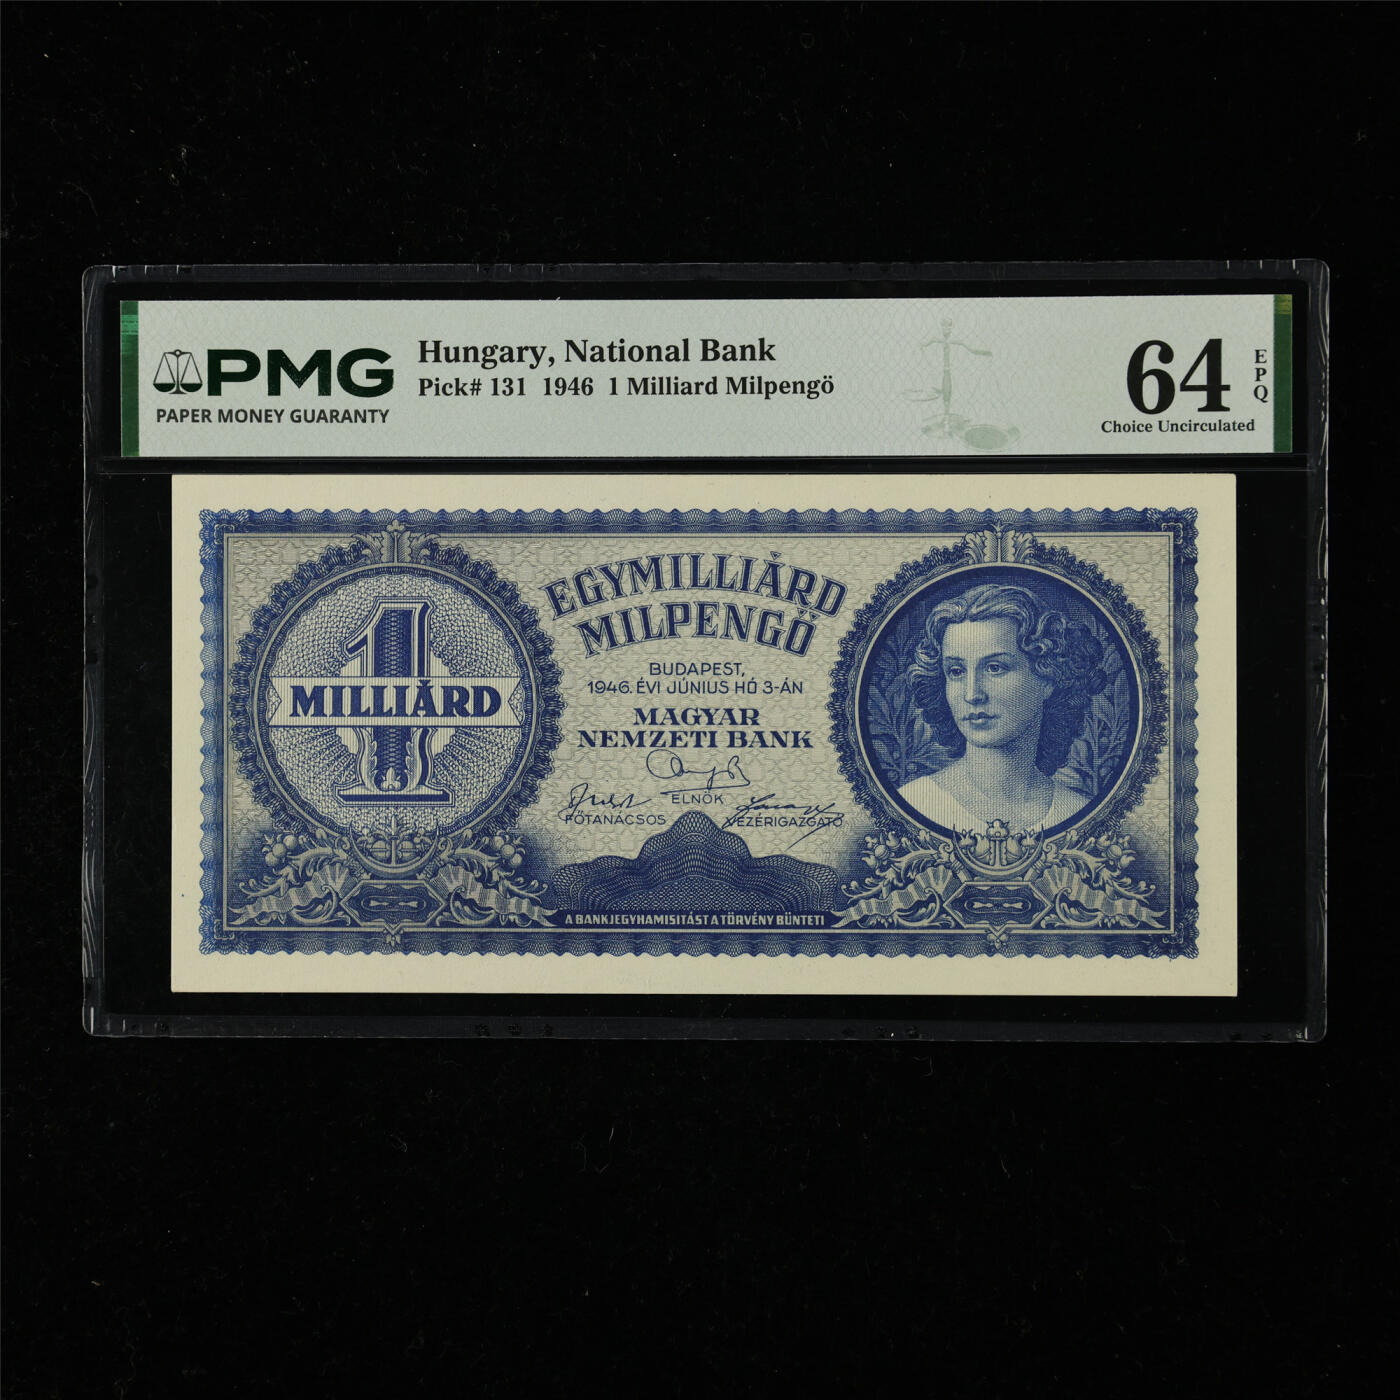 PMG
PAPER MONEY GUARANTY
Hungary, National Bank
Pick# 131 1946 1 Milliard Milpengö
64
EPQ
Choice Uncirculated
1
MILLIÁRD
EGYMILLIÁRD
MILPENGŐ
BUDAPEST,
1946. ÉVI JÚNIUS HÓ 3-ÁN
MAGYAR
NEMZETI BANK
ELNÖK
FŐTANÁCSOS
VEZÉRIGAZGATÓ
A BANKJEGYHAMISITÁST A TÖRVÉNY BÜNTETI